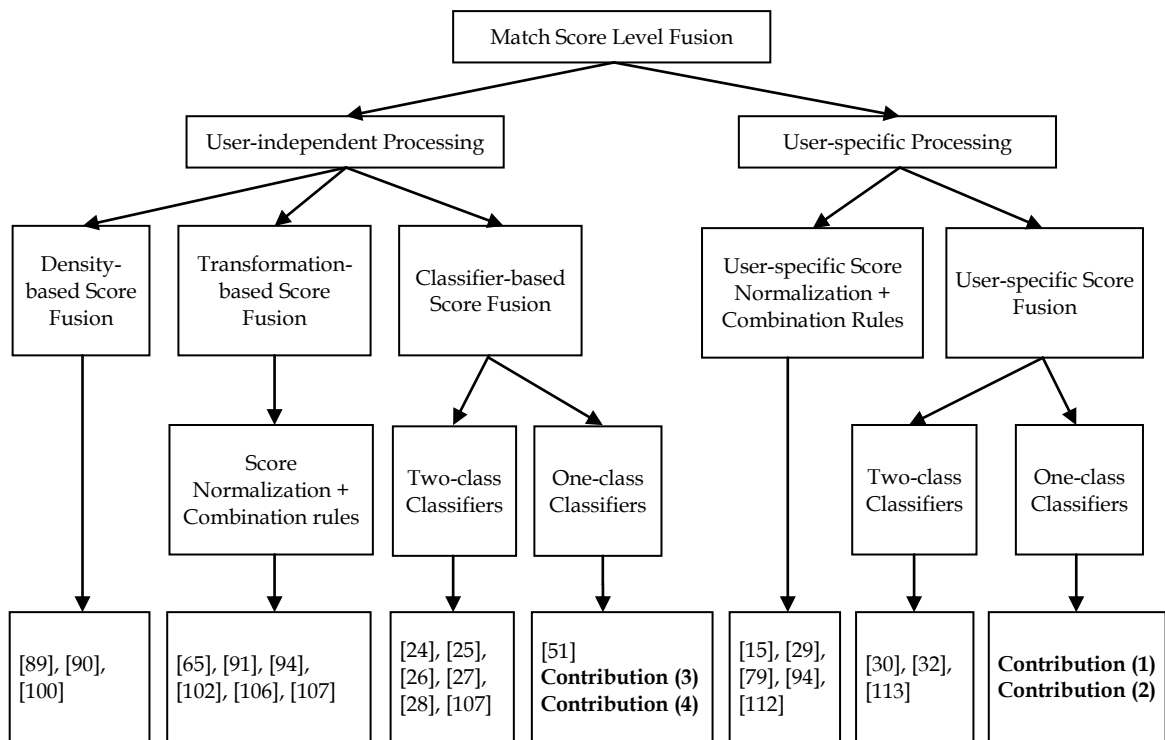 Match Score Level Fusion
User-independent Processing
User-specific Processing
Density-
based Score
Fusion
Transformation-
based Score
Fusion
Classifier-based
Score Fusion
User-specific Score
Normalization +
Combination Rules
User-specific Score
Fusion
Score
Normalization +
Combination rules
Two-class
Classifiers
One-class
Classifiers
Two-class
Classifiers
One-class
Classifiers
[89], [90],
[100]
[65], [91], [94],
[102], [106], [107]
[24], [25],
[26], [27],
[28], [107]
[51]
Contribution (3)
Contribution (4)
[15], [29],
[79], [94],
[112]
[30], [32],
[113]
Contribution (1)
Contribution (2)